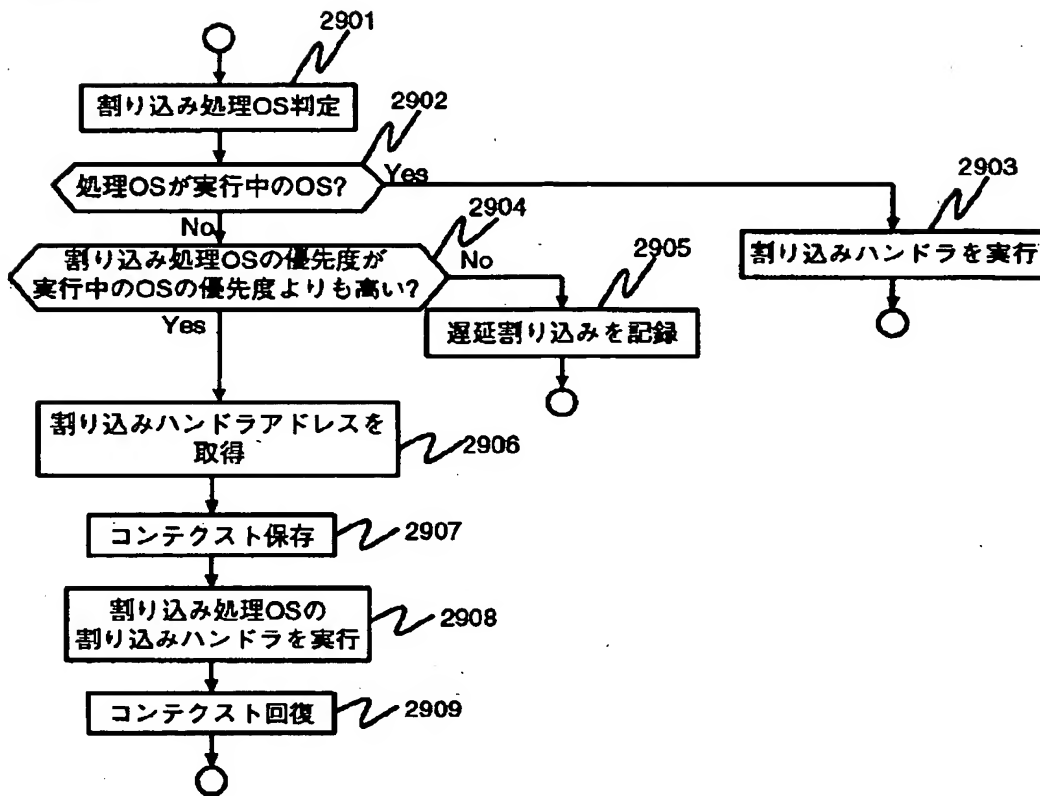 2901
割り込み処理OS判定
2902
処理OSが実行中のOS?
Yes
2903
No
2904
割り込みハンドラを実行
割り込み処理OSの優先度が
実行中のOSの優先度よりも高い?
No
2905
Yes
遅延割り込みを記録
割り込みハンドラアドレスを
取得
2906
コンテクスト保存
2907
割り込み処理OSの
割り込みハンドラを実行
2908
コンテクスト回復
2909